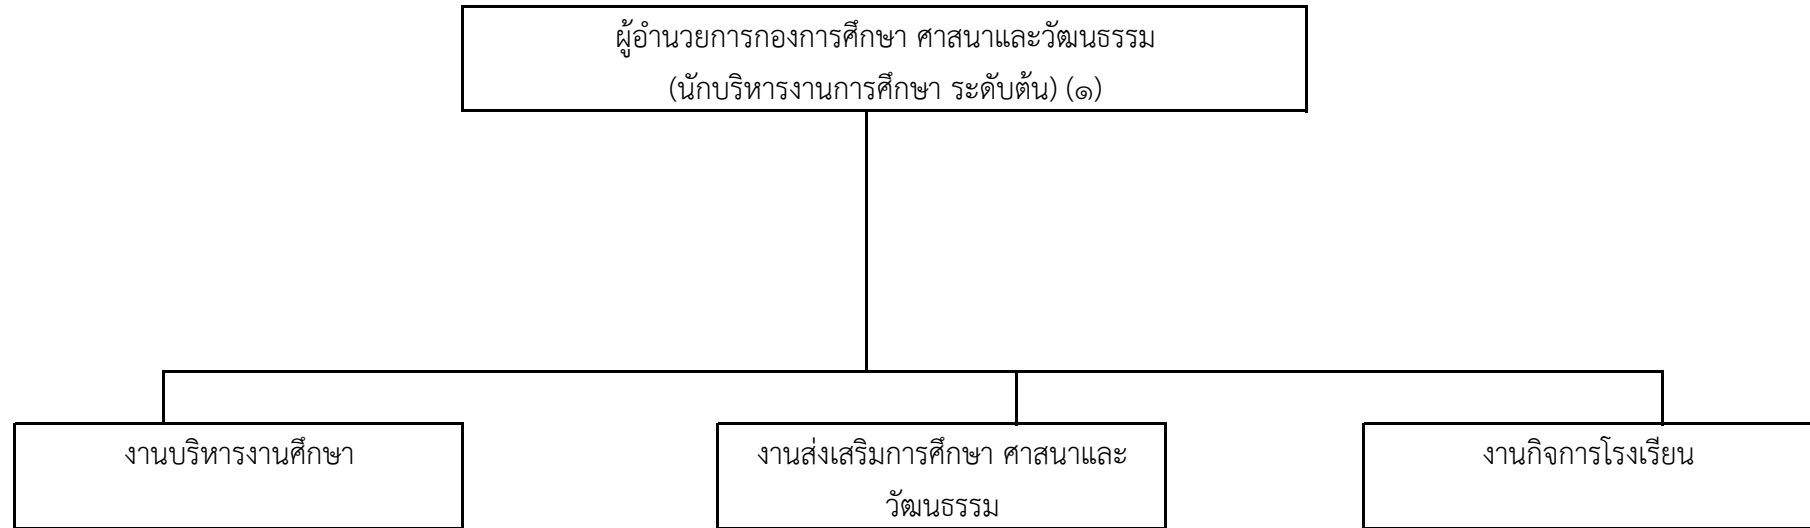 ผู้อำนวยการกองการศึกษา ศาสนาและวัฒนธรรม
(นักบริหารงานการศึกษา ระดับต้น) (๑)
งานบริหารงานศึกษา
งานส่งเสริมการศึกษา ศาสนาและ
วัฒนธรรม
งานกิจการโรงเรียน